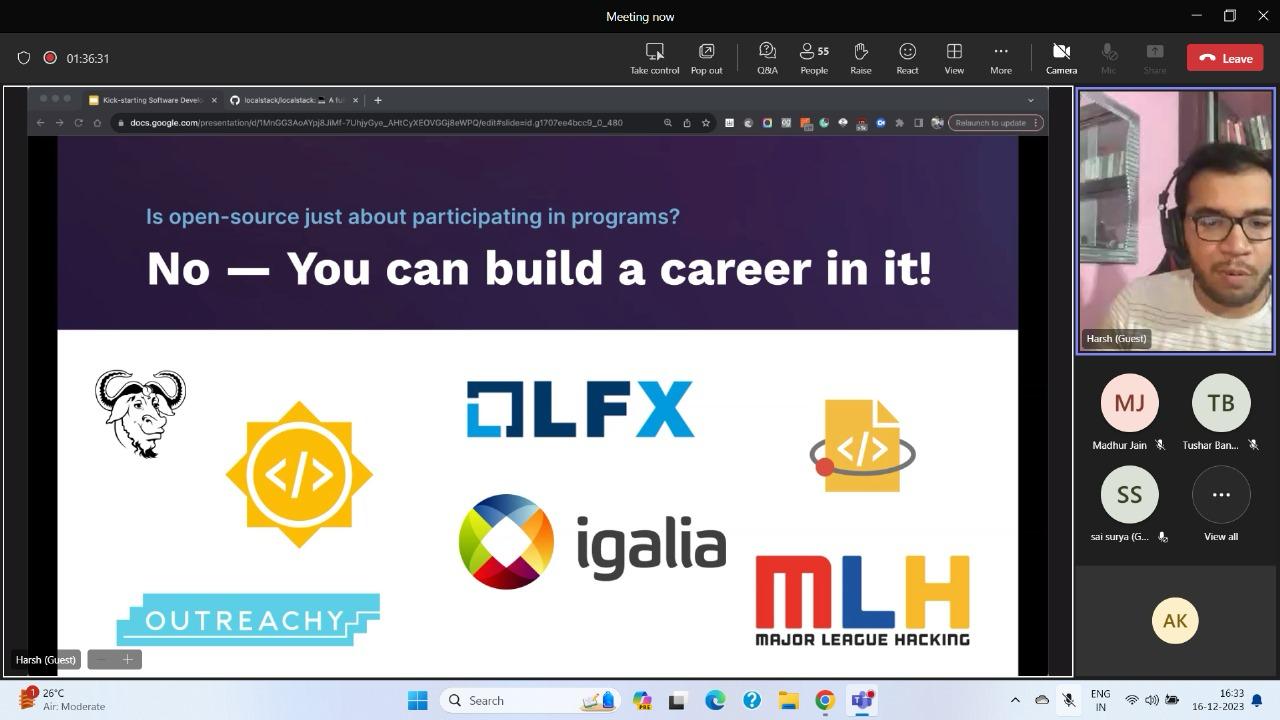 Meeting now
01:36:31
Take control
Pop out
Q&A
55
People
Raise
React
View
More
Camera
Mic
Share
Leave
Kick-starting Software Develo
localstack/localstack:
A fu
docs.google.com/presentation/d/1MnGG3AoAYpj8JiMf-7UhjyGye_AHtCyXEOVGGj8eWPQ/edit#slide=id.g1707ee4bcc9_0_480
Relaunch to update
Is open-source just about participating in programs?
No — You can build a career in it!
LFX
igalia
OUTREACHY
MLH
MAJOR LEAGUE HACKING
Harsh (Guest)
Harsh (Guest)
MJ
TB
Madhur Jain
Tushar Ban...
SS
sai surya (G...
View all
AK
1
26°C
Air: Moderate
Search
ENG
IN
16:33
16-12-2023